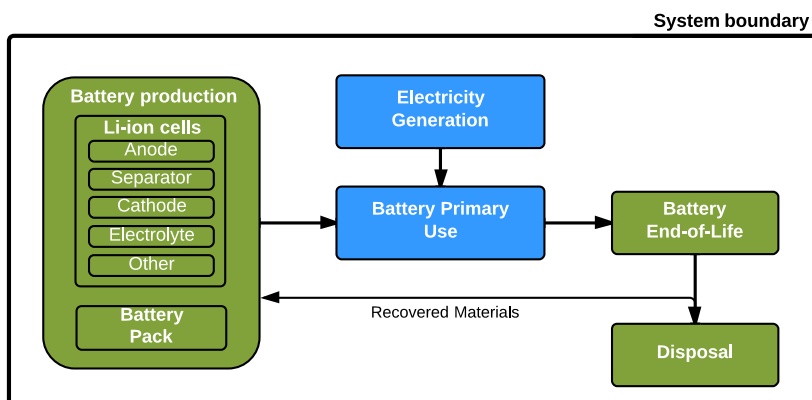 System boundary
Battery production
Li-ion cells
Anode
Separator
Cathode
Electrolyte
Other
Battery
Pack
Electricity
Generation
Battery Primary
Use
Battery
End-of-Life
Recovered Materials
Disposal